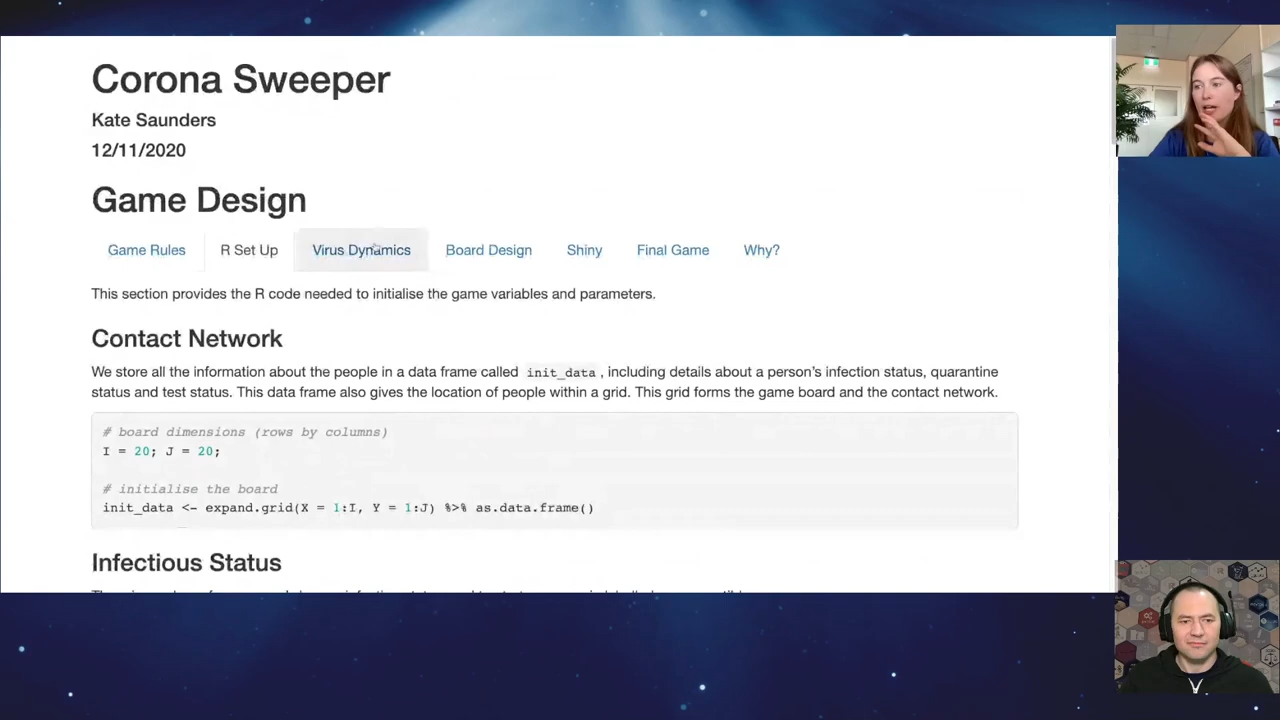 Corona Sweeper
Kate Saunders
12/11/2020
Game Design
Game Rules R Set Up Virus Dynamics Board Design Shiny Final Game Why?
This section provides the R code needed to initialise the game variables and parameters.
Contact Network
We store all the information about the people in a data frame called init_data, including details about a person's infection status, quarantine
status and test status. This data frame also gives the location of people within a grid. This grid forms the game board and the contact network.
# board dimensions (rows by columns)
I = 20; J = 20;
# initialise the board
init_data <- expand.grid(X = 1:I, Y = 1:J) %>% as.data.frame()
Infectious Status